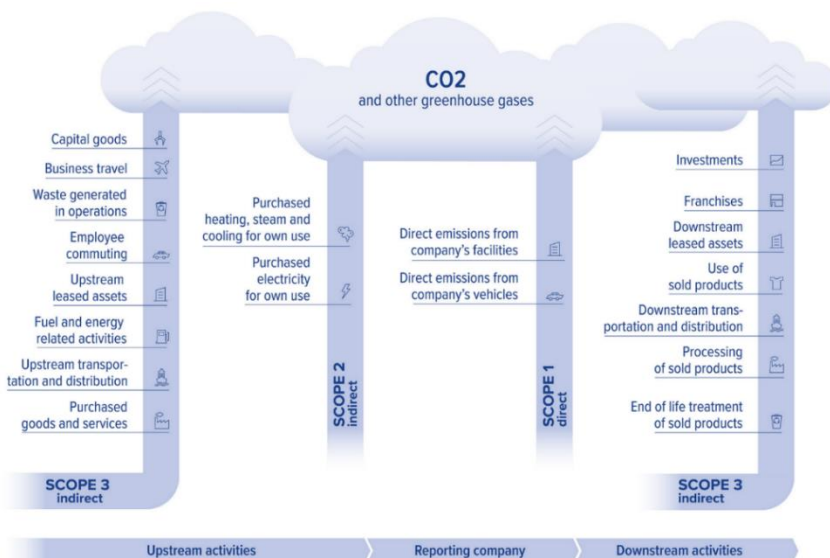 CO2
and other greenhouse gases
Capital goods
Business travel
Waste generated
in operations
Employee
commuting
Upstream
leased assets
Fuel and energy
related activities
Upstream transpor-
tation and distribution
Purchased
goods and services
SCOPE 3
indirect
Purchased
heating, steam and
cooling for own use
Purchased
electricity
for own use
SCOPE 2
indirect
Direct emissions from
company's facilities
Direct emissions from
company's vehicles
SCOPE 1
direct
Investments
Franchises
Downstream
leased assets
Use of
sold products
Downstream trans-
portation and distribution
Processing
of sold products
End of life treatment
of sold products
SCOPE 3
indirect
Upstream activities
Reporting company
Downstream activities